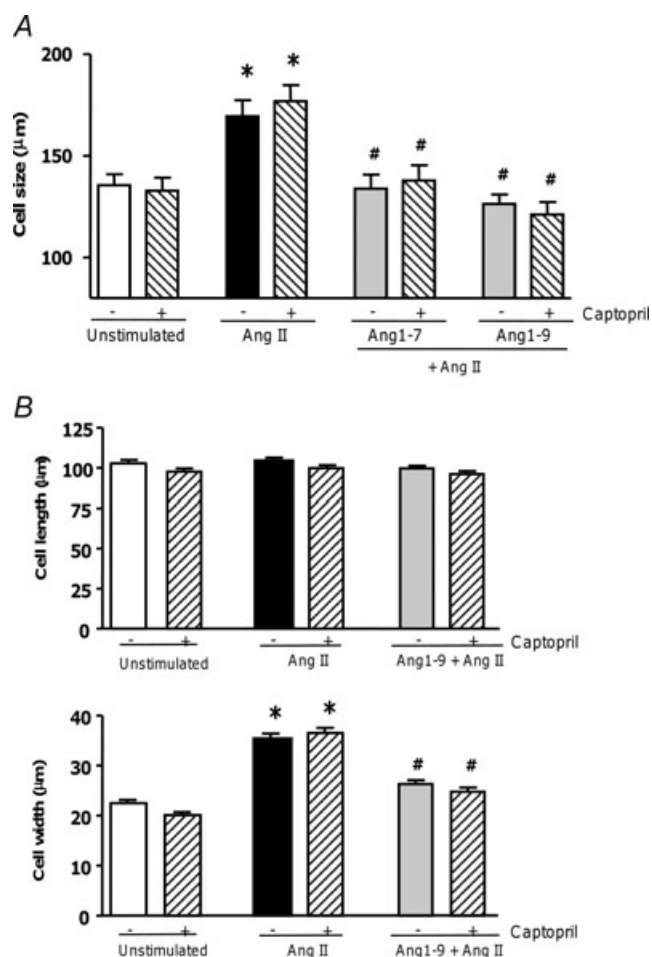 A
200
* *
Cell size (µm)
150
# # # #
100
- + - + - + - + Captopril
Unstimulated Ang II Ang1-7 Ang1-9
+ Ang II
B
125
100
Cell length (µm)
75
50
25
0
- + - + - + Captopril
Unstimulated Ang II Ang1-9 + Ang II
40
* *
Cell width (µm)
30
# #
20
10
0
- + - + - + Captopril
Unstimulated Ang II Ang1-9 + Ang II